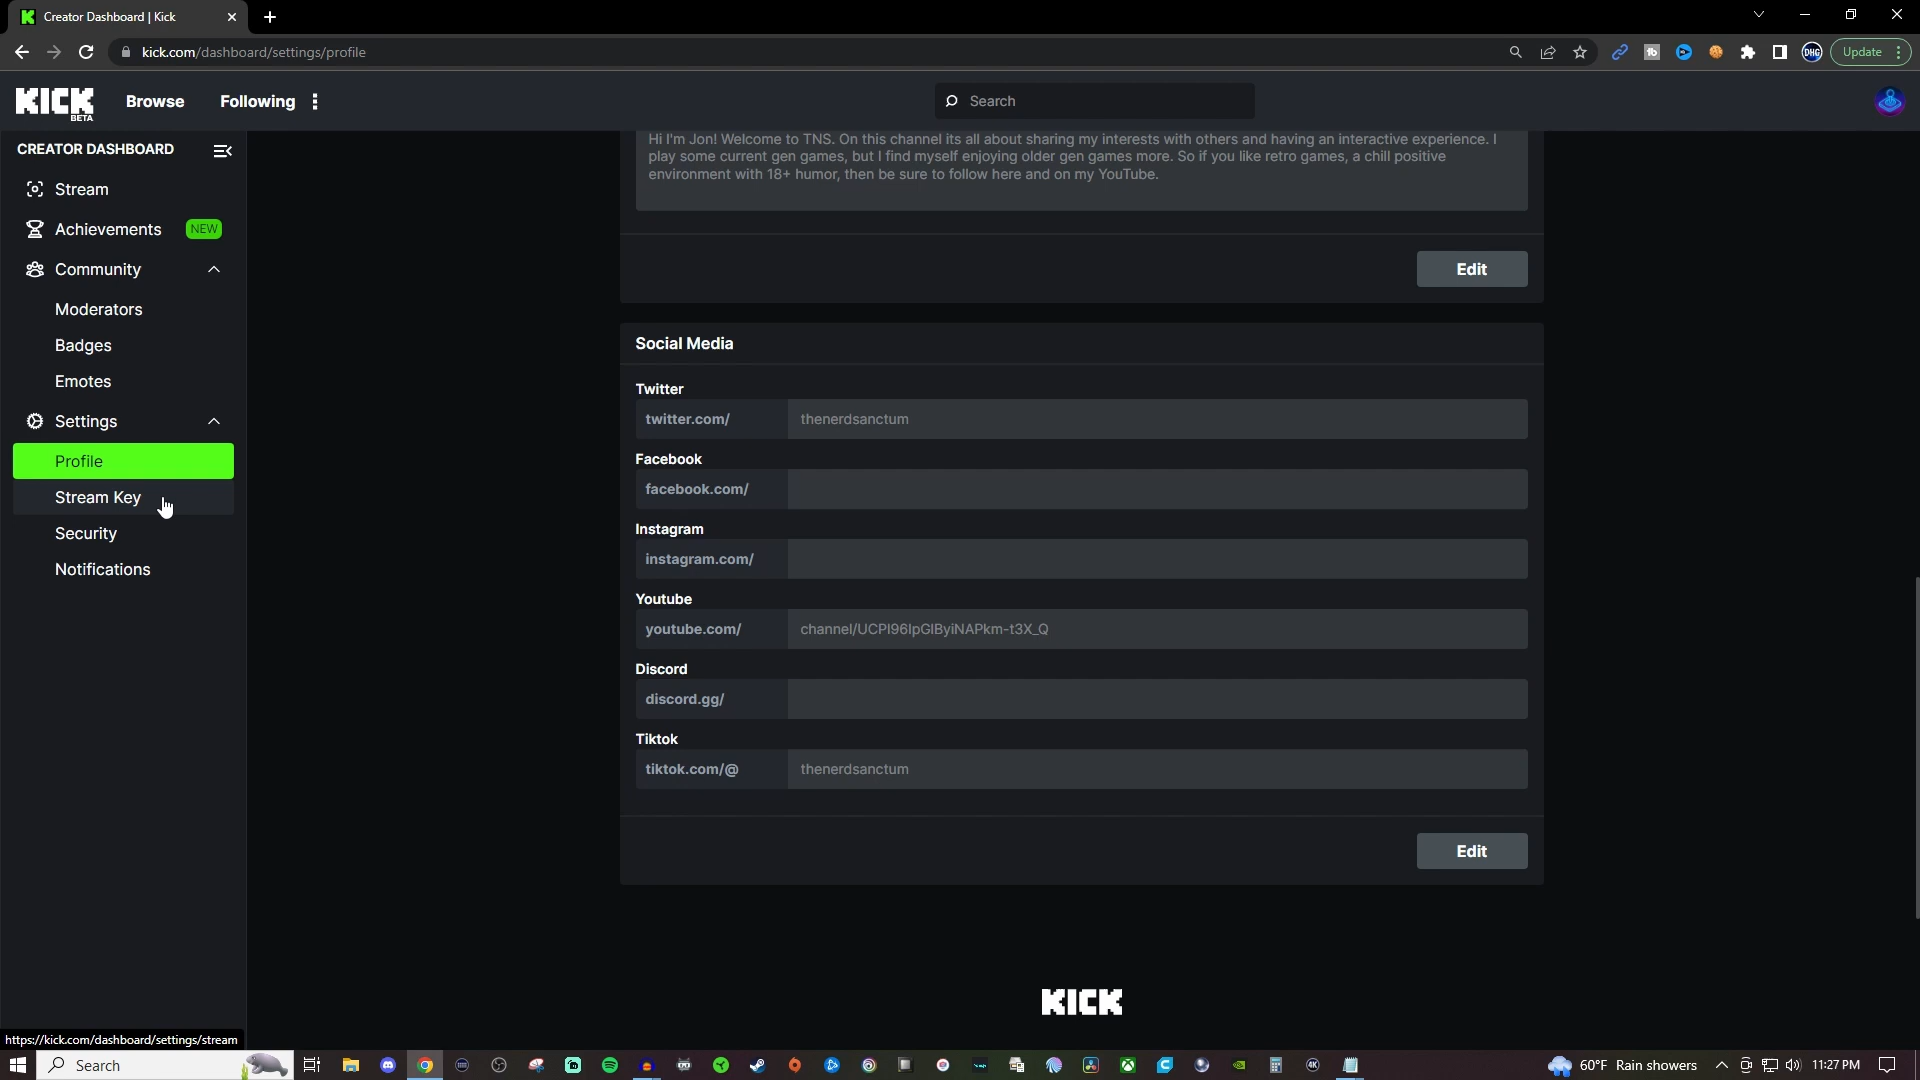 Creator Dashboard | Kick
kick.com/dashboard/settings/profile
Update
KICK
BETA
Browse
Following
Search
CREATOR DASHBOARD
Stream
Achievements NEW
Community
Moderators
Badges
Emotes
Settings
Profile
Stream Key
Security
Notifications
Hi I'm Jon! Welcome to TNS. On this channel its all about sharing my interests with others and having an interactive experience. I
play some current gen games, but I find myself enjoying older gen games more. So if you like retro games, a chill positive
environment with 18+ humor, then be sure to follow here and on my YouTube.
Edit
Social Media
Twitter
twitter.com/ thenerdsanctum
Facebook
facebook.com/
Instagram
instagram.com/
Youtube
youtube.com/ channel/UCPI96IpGIByiNAPkm-t3X_Q
Discord
discord.gg/
Tiktok
tiktok.com/@ thenerdsanctum
Edit
KICK
https://kick.com/dashboard/settings/stream
Search
60°F Rain showers
11:27 PM